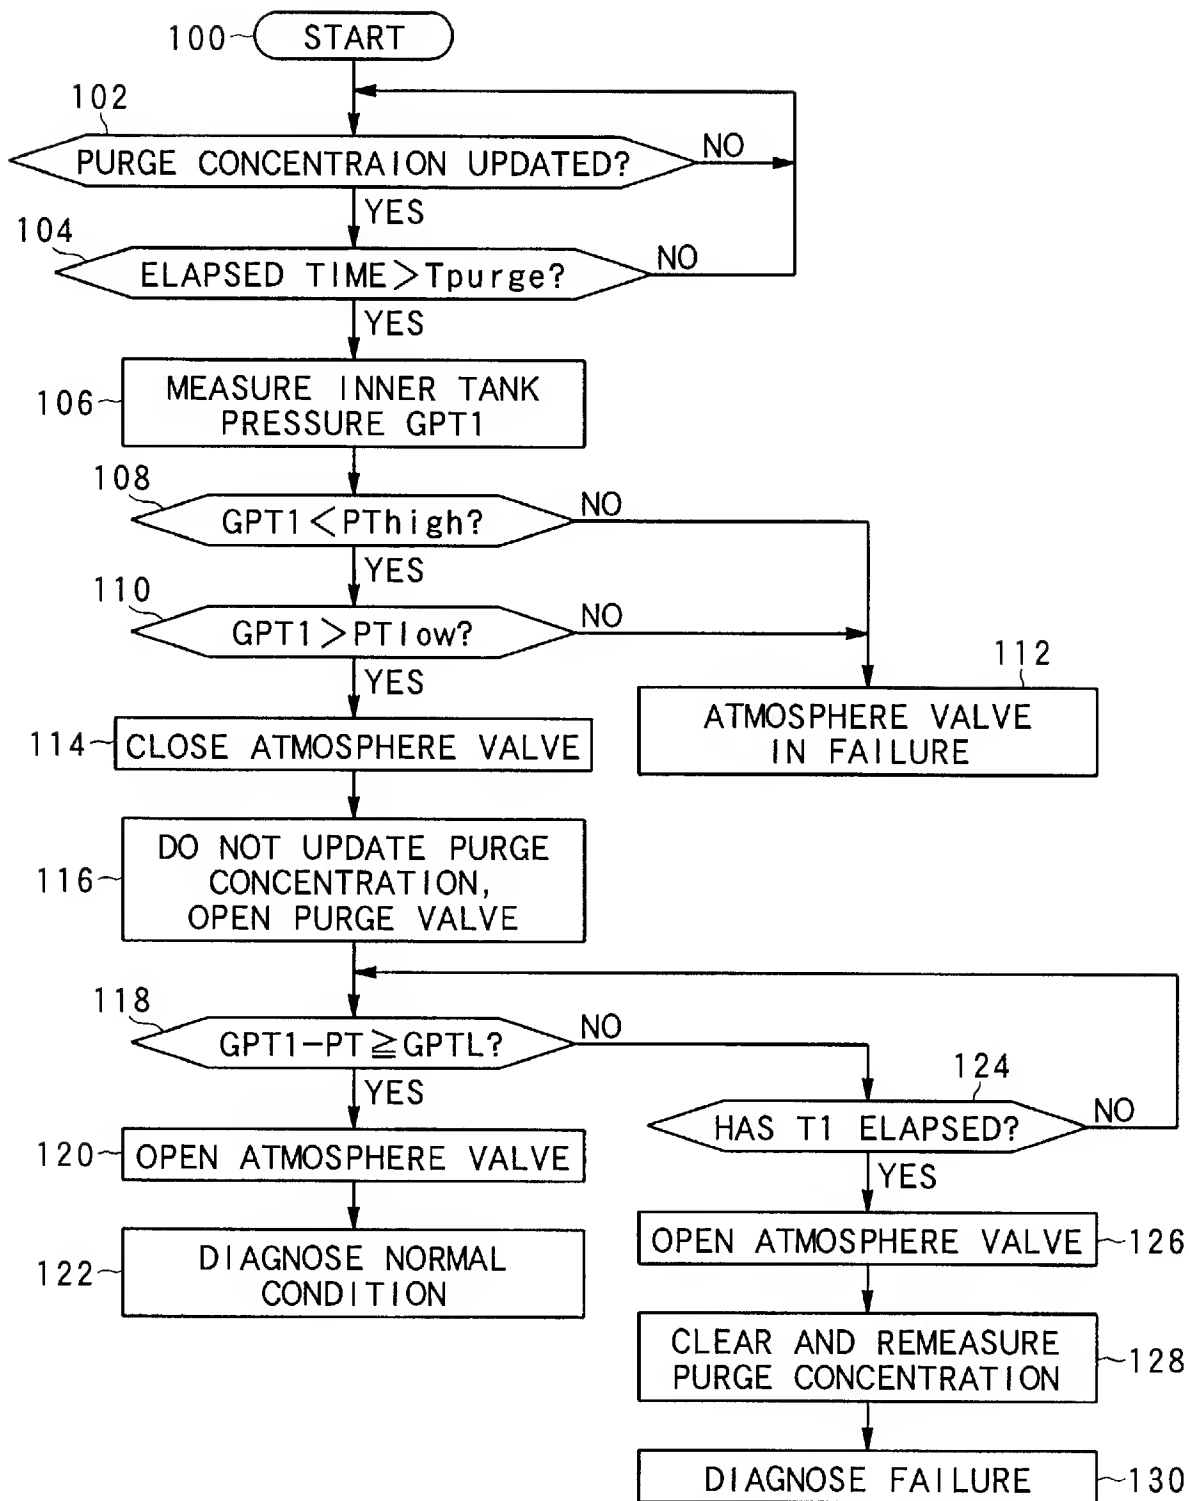 100
START
102
PURGE CONCENTRAION UPDATED?
NO
YES
104
ELAPSED TIME>Tpurge?
NO
YES
106
MEASURE INNER TANK
PRESSURE GPT1
108
GPT1<PThigh?
NO
YES
110
GPT1>PTlow?
NO
YES
112
ATMOSPHERE VALVE
IN FAILURE
114
CLOSE ATMOSPHERE VALVE
116
DO NOT UPDATE PURGE
CONCENTRATION,
OPEN PURGE VALVE
118
GPT1-PT≧GPTL?
NO
YES
124
HAS T1 ELAPSED?
NO
YES
120
OPEN ATMOSPHERE VALVE
122
DIAGNOSE NORMAL
CONDITION
OPEN ATMOSPHERE VALVE
126
CLEAR AND REMEASURE
PURGE CONCENTRATION
128
DIAGNOSE FAILURE
130